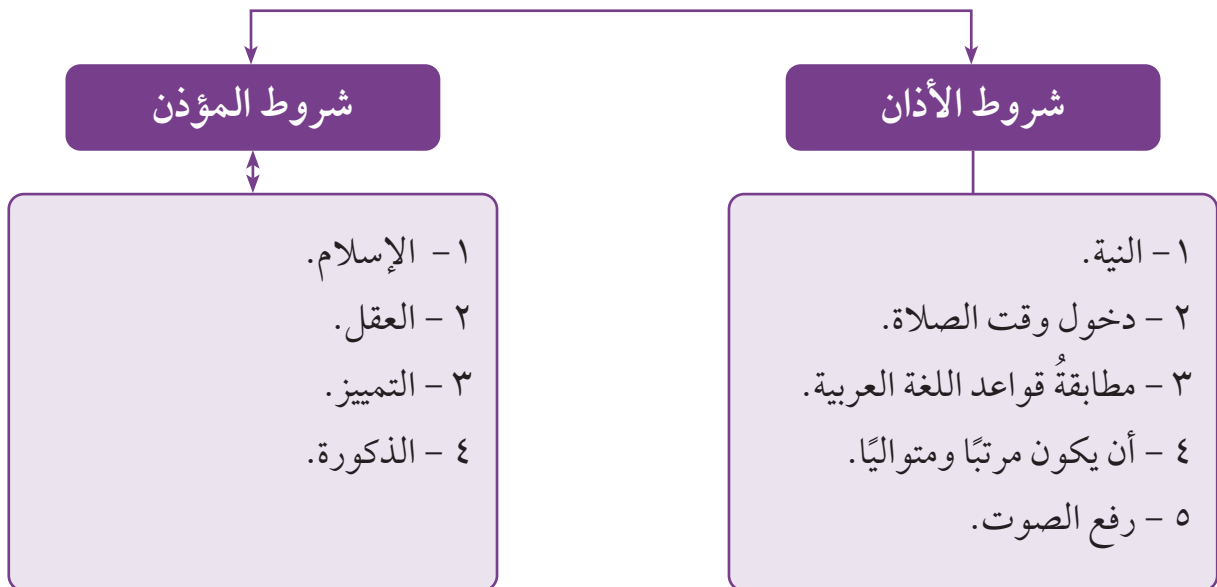 شروط الأذان
١ – النية.
٢ – دخول وقت الصلاة.
٣ – مطابقةُ قواعد اللغة العربية.
٤ – أن يكون مرتبًا ومتواليًا.
٥ – رفع الصوت.
شروط المؤذن
١ – الإسلام.
٢ – العقل.
٣ – التمييز.
٤ – الذكورة.